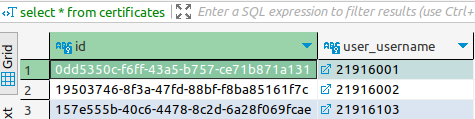 select * from certificates Enter a SQL expression to filter results (use Ctrl+
Grid
id user_username
1 0dd5350c-f6ff-43a5-b757-ce71b871a131 21916001
2 19503746-8f3a-47fd-88bf-f8ba85161f7c 21916002
3 157e555b-40c6-4478-8c2d-6a28f069fcae 21916103